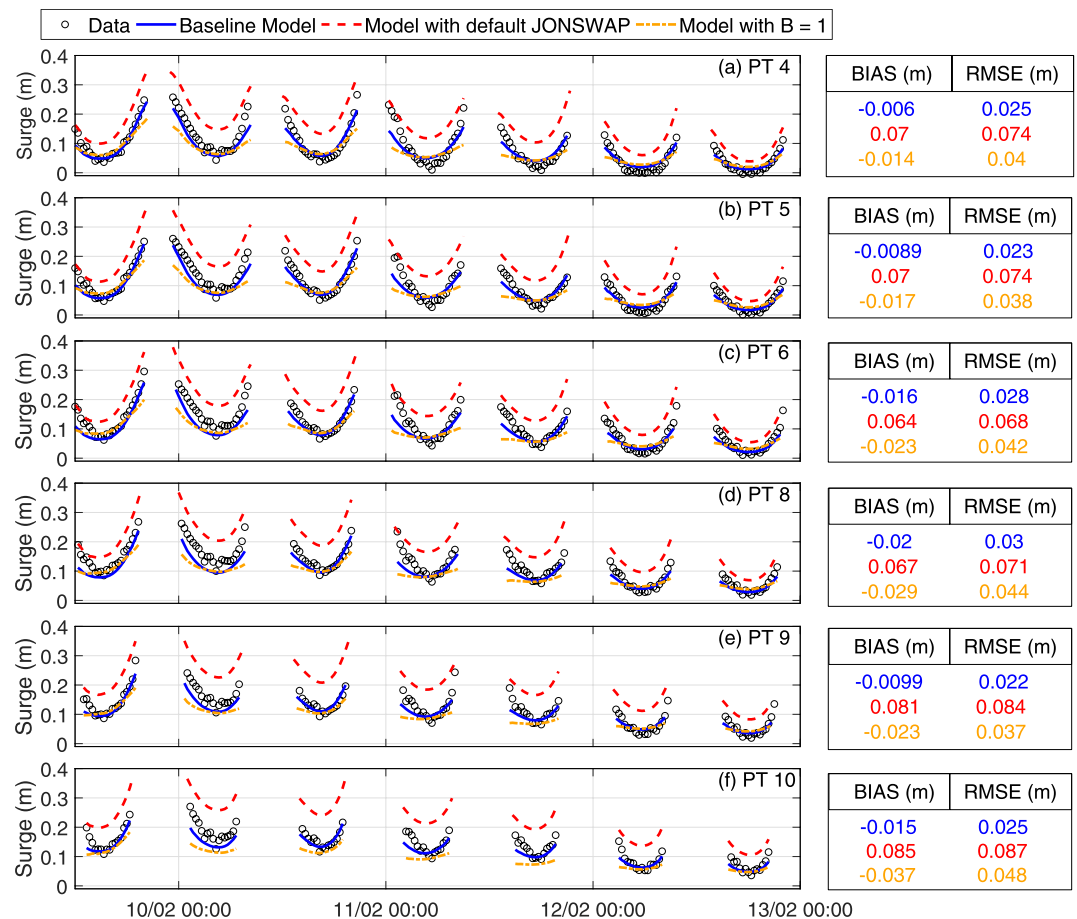 Data Baseline Model Model with default JONSWAP Model with B = 1
0.4 (a) PT 4
0.3
0.2
0.1
0
Surge (m)
BIAS (m) RMSE (m)
-0.006 0.025
0.07 0.074
-0.014 0.04
0.4 (b) PT 5
0.3
0.2
0.1
0
Surge (m)
BIAS (m) RMSE (m)
-0.0089 0.023
0.07 0.074
-0.017 0.038
0.4 (c) PT 6
0.3
0.2
0.1
0
Surge (m)
BIAS (m) RMSE (m)
-0.016 0.028
0.064 0.068
-0.023 0.042
0.4 (d) PT 8
0.3
0.2
0.1
0
Surge (m)
BIAS (m) RMSE (m)
-0.02 0.03
0.067 0.071
-0.029 0.044
0.4 (e) PT 9
0.3
0.2
0.1
0
Surge (m)
BIAS (m) RMSE (m)
-0.0099 0.022
0.081 0.084
-0.023 0.037
0.4 (f) PT 10
0.3
0.2
0.1
0
Surge (m)
BIAS (m) RMSE (m)
-0.015 0.025
0.085 0.087
-0.037 0.048
10/02 00:00 11/02 00:00 12/02 00:00 13/02 00:00